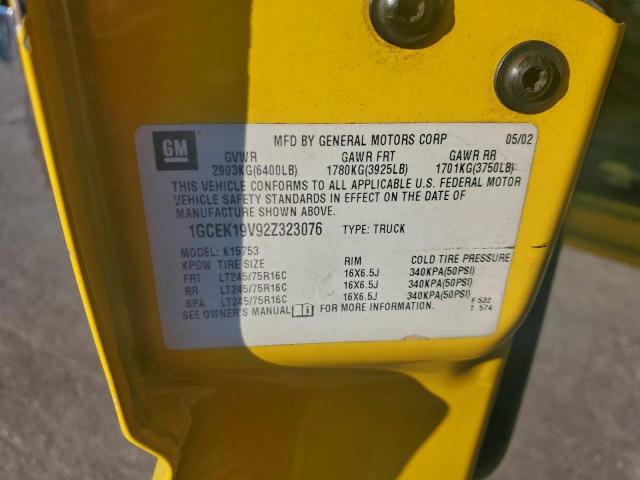 GM
MFD BY GENERAL MOTORS CORP 05/02
GVWR GAWR FRT GAWR RR
2903KG(6400LB) 1780KG(3925LB) 1701KG(3750LB)
THIS VEHICLE CONFORMS TO ALL APPLICABLE U.S. FEDERAL MOTOR
VEHICLE SAFETY STANDARDS IN EFFECT ON THE DATE OF
MANUFACTURE SHOWN ABOVE.
1GCEK19V92Z323076 TYPE: TRUCK
MODEL: K15753
KPGW TIRE SIZE RIM COLD TIRE PRESSURE
FRT LT245/75R16C 16X6.5J 340KPA(50PSI)
RR LT245/75R16C 16X6.5J 340KPA(50PSI)
SPA LT245/75R16C 16X6.5J 340KPA(50PSI)
SEE OWNER'S MANUAL FOR MORE INFORMATION. F 532
T 574